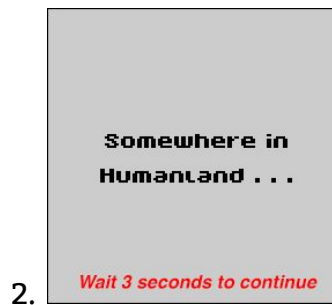 Somewhere in
Humanland . . .
2.
Wait 3 seconds to continue